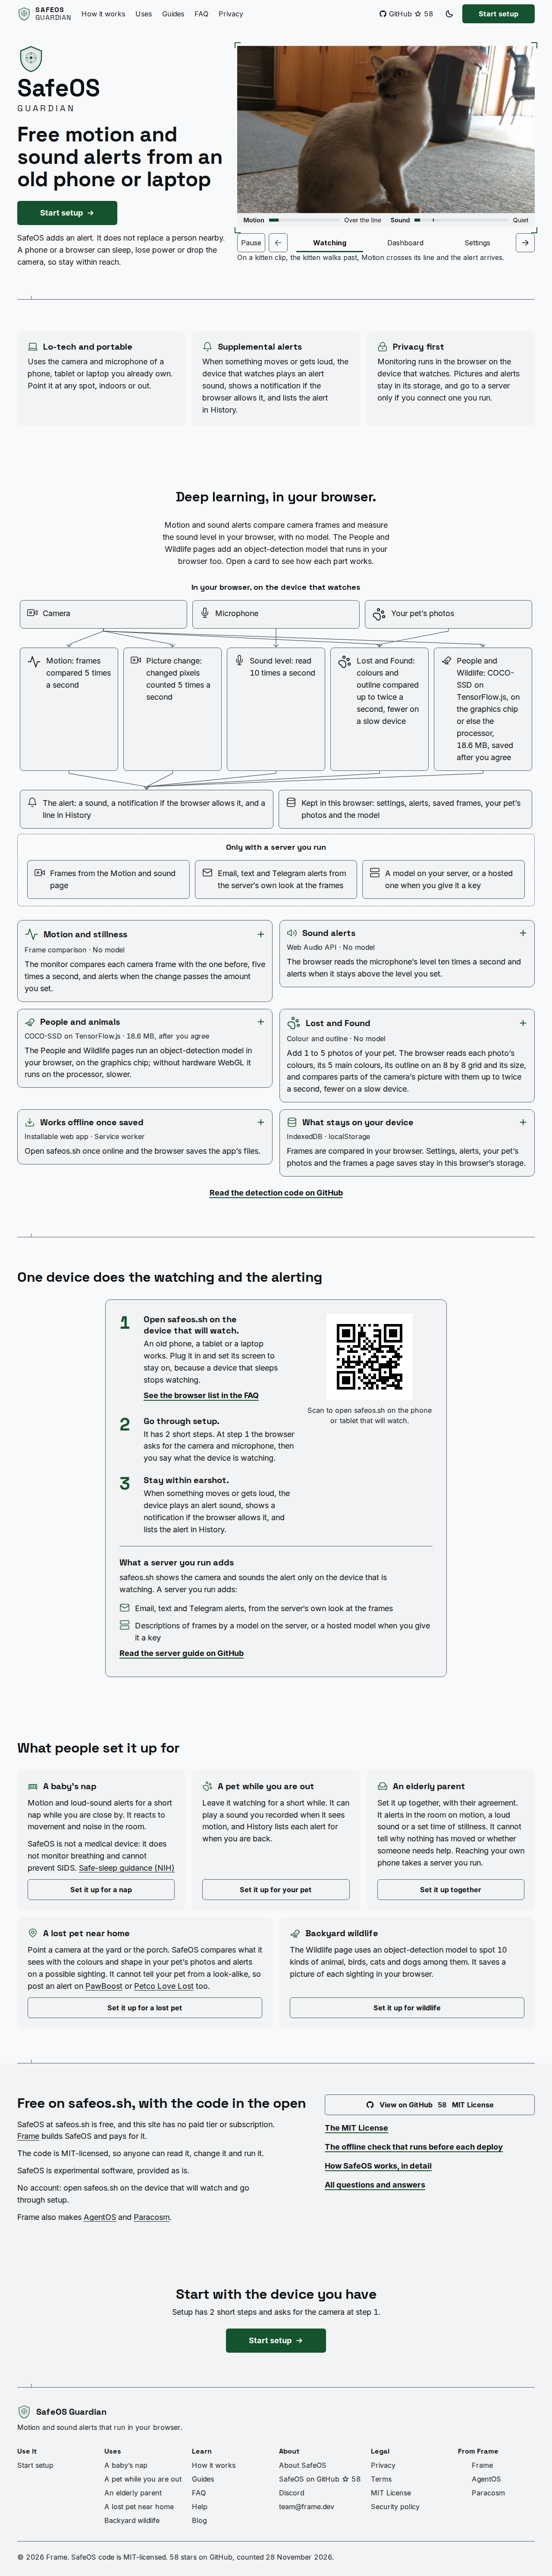 SAFEOS
GUARDIAN
How it works
Uses
Guides
FAQ
Privacy
GitHub ☆ 58
Start setup
SafeOS
GUARDIAN
Free motion and
sound alerts from an
old phone or laptop
Start setup →
SafeOS adds an alert. It does not replace a person nearby.
A phone or a browser can sleep, lose power or drop the
camera, so stay within reach.
Motion
Over the line
Sound
Quiet
Pause
←
Watching
Dashboard
Settings
→
On a kitten clip, the kitten walks past, Motion crosses its line and the alert arrives.
Lo-tech and portable
Uses the camera and microphone of a
phone, tablet or laptop you already own.
Point it at any spot, indoors or out.
Supplemental alerts
When something moves or gets loud, the
device that watches plays an alert
sound, shows a notification if the
browser allows it, and lists the alert
in History.
Privacy first
Monitoring runs in the browser on the
device that watches. Pictures and alerts
stay in its storage, and go to a server
only if you connect one you run.
Deep learning, in your browser.
Motion and sound alerts compare camera frames and measure
the sound level in your browser, with no model. The People and
Wildlife pages add an object-detection model that runs in your
browser too. Open a card to see how each part works.
In your browser, on the device that watches
Camera
Microphone
Your pet's photos
Motion: frames
compared 5 times
a second
Picture change:
changed pixels
counted 5 times a
second
Sound level: read
10 times a second
Lost and Found:
colours and
outline compared
up to twice a
second, fewer on
a slow device
People and
Wildlife: COCO-
SSD on
TensorFlow.js, on
the graphics chip
or else the
processor,
18.6 MB, saved
after you agree
The alert: a sound, a notification if the browser allows it, and a
line in History
Kept in this browser: settings, alerts, saved frames, your pet's
photos and the model
Only with a server you run
Frames from the Motion and sound
page
Email, text and Telegram alerts from
the server's own look at the frames
A model on your server, or a hosted
one when you give it a key
Motion and stillness
+
Frame comparison · No model
The monitor compares each camera frame with the one before, five
times a second, and alerts when the change passes the amount
you set.
Sound alerts
+
Web Audio API · No model
The browser reads the microphone's level ten times a second and
alerts when it stays above the level you set.
People and animals
+
COCO-SSD on TensorFlow.js · 18.6 MB, after you agree
The People and Wildlife pages run an object-detection model in
your browser, on the graphics chip; without hardware WebGL it
runs on the processor, slower.
Lost and Found
+
Colour and outline · No model
Add 1 to 5 photos of your pet. The browser reads each photo's
colours, its 5 main colours, its outline on an 8 by 8 grid and its size,
and compares parts of the camera's picture with them up to twice
a second, fewer on a slow device.
Works offline once saved
+
Installable web app · Service worker
Open safeos.sh once online and the browser saves the app's files.
What stays on your device
+
IndexedDB · localStorage
Frames are compared in your browser. Settings, alerts, your pet's
photos and the frames a page saves stay in this browser's storage.
Read the detection code on GitHub
One device does the watching and the alerting
1
Open safeos.sh on the
device that will watch.
An old phone, a tablet or a laptop
works. Plug it in and set its screen to
stay on, because a device that sleeps
stops watching.
See the browser list in the FAQ
2
Go through setup.
It has 2 short steps. At step 1 the browser
asks for the camera and microphone, then
you say what the device is watching.
3
Stay within earshot.
When something moves or gets loud, the
device plays an alert sound, shows a
notification if the browser allows it, and
lists the alert in History.
Scan to open safeos.sh on the phone
or tablet that will watch.
What a server you run adds
safeos.sh shows the camera and sounds the alert only on the device that is
watching. A server you run adds:
Email, text and Telegram alerts, from the server's own look at the frames
Descriptions of frames by a model on the server, or a hosted model when you give
it a key
Read the server guide on GitHub
What people set it up for
A baby's nap
Motion and loud-sound alerts for a short
nap while you are close by. It reacts to
movement and noise in the room.
SafeOS is not a medical device: it does
not monitor breathing and cannot
prevent SIDS. Safe-sleep guidance (NIH)
Set it up for a nap
A pet while you are out
Leave it watching for a short while. It can
play a sound you recorded when it sees
motion, and History lists each alert for
when you are back.
Set it up for your pet
An elderly parent
Set it up together, with their agreement.
It alerts in the room on motion, a loud
sound or a set time of stillness. It cannot
tell why nothing has moved or whether
someone needs help. Reaching your own
phone takes a server you run.
Set it up together
A lost pet near home
Point a camera at the yard or the porch. SafeOS compares what it
sees with the colours and shape in your pet's photos and alerts
on a possible sighting. It cannot tell your pet from a look-alike, so
post an alert on PawBoost or Petco Love Lost too.
Set it up for a lost pet
Backyard wildlife
The Wildlife page uses an object-detection model to spot 10
kinds of animal, birds, cats and dogs among them. It saves a
picture of each sighting in your browser.
Set it up for wildlife
Free on safeos.sh, with the code in the open
SafeOS at safeos.sh is free, and this site has no paid tier or subscription.
Frame builds SafeOS and pays for it.
The code is MIT-licensed, so anyone can read it, change it and run it.
SafeOS is experimental software, provided as is.
No account: open safeos.sh on the device that will watch and go
through setup.
Frame also makes AgentOS and Paracosm.
View on GitHub 58 MIT License
The MIT License
The offline check that runs before each deploy
How SafeOS works, in detail
All questions and answers
Start with the device you have
Setup has 2 short steps and asks for the camera at step 1.
Start setup →
SafeOS Guardian
Motion and sound alerts that run in your browser.
Use it
Start setup
Uses
A baby's nap
A pet while you are out
An elderly parent
A lost pet near home
Backyard wildlife
Learn
How it works
Guides
FAQ
Help
Blog
About
About SafeOS
SafeOS on GitHub ☆ 58
Discord
team@frame.dev
Legal
Privacy
Terms
MIT License
Security policy
From Frame
Frame
AgentOS
Paracosm
© 2026 Frame. SafeOS code is MIT-licensed. 58 stars on GitHub, counted 28 November 2026.